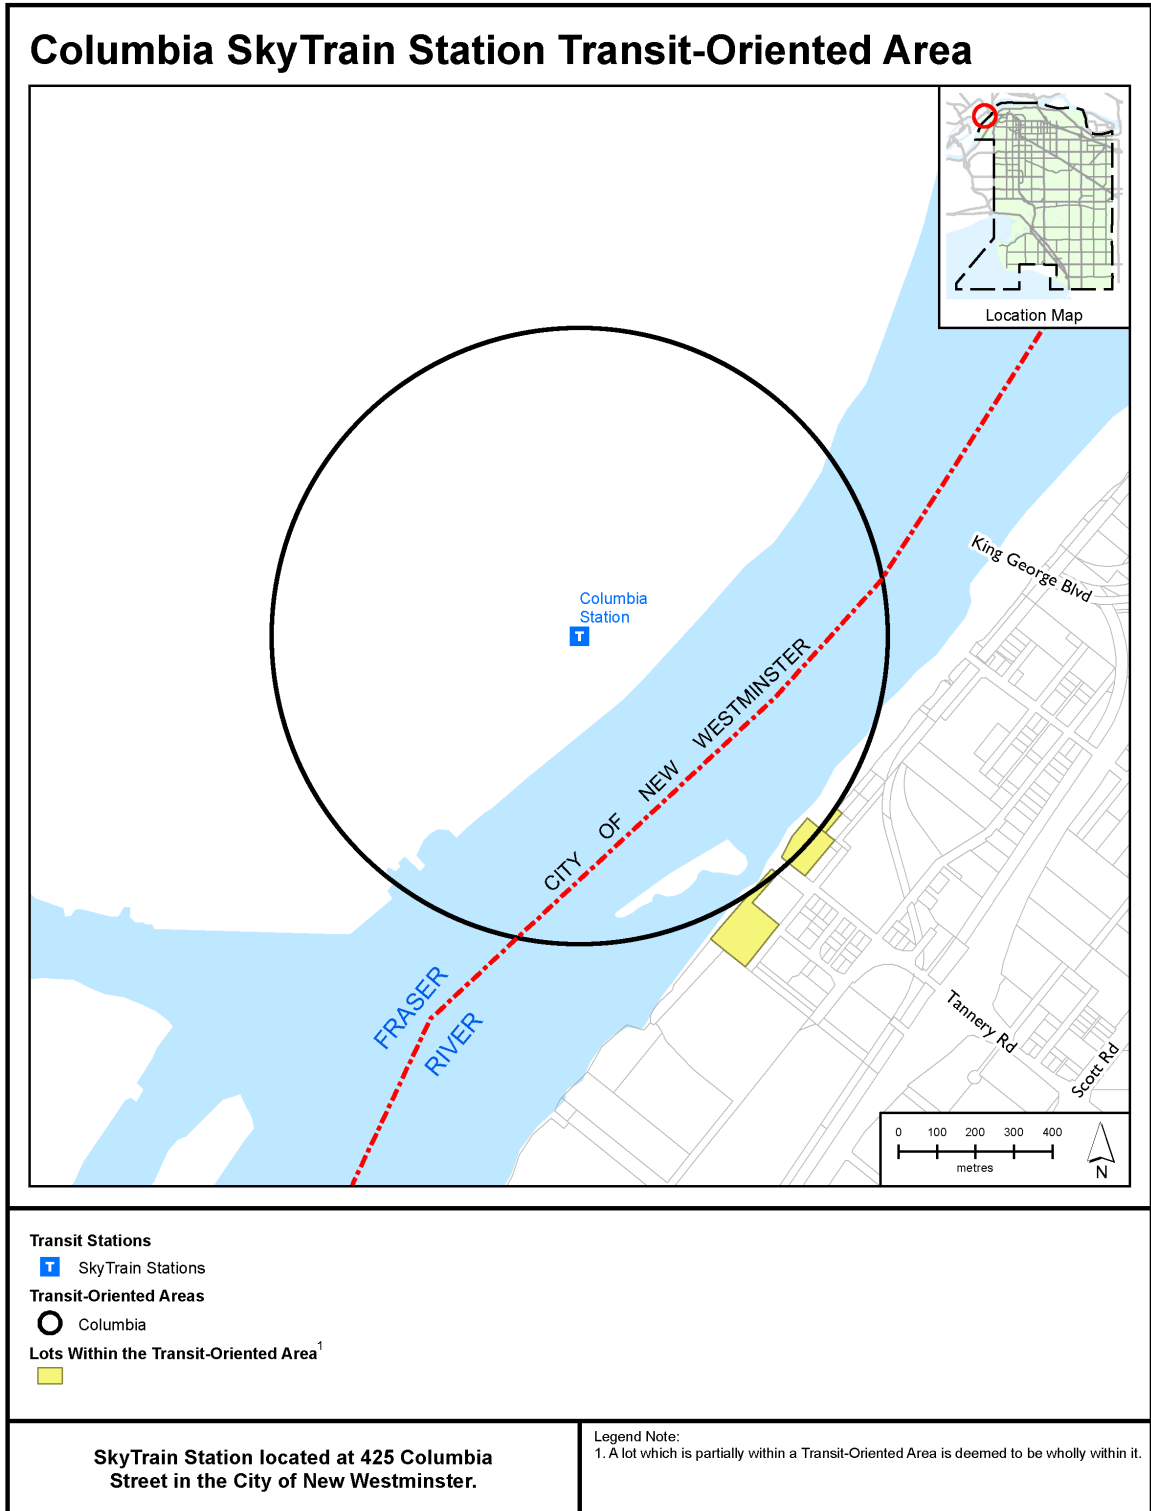 Columbia SkyTrain Station Transit-Oriented Area
Location Map
King George Blvd
Columbia
Station
T
CITY OF NEW WESTMINSTER
FRASER
RIVER
Tannery Rd
Scott Rd
0 100 200 300 400
metres
N
Transit Stations
T SkyTrain Stations
Transit-Oriented Areas
Columbia
Lots Within the Transit-Oriented Area1
SkyTrain Station located at 425 Columbia
Street in the City of New Westminster.
Legend Note:
1. A lot which is partially within a Transit-Oriented Area is deemed to be wholly within it.